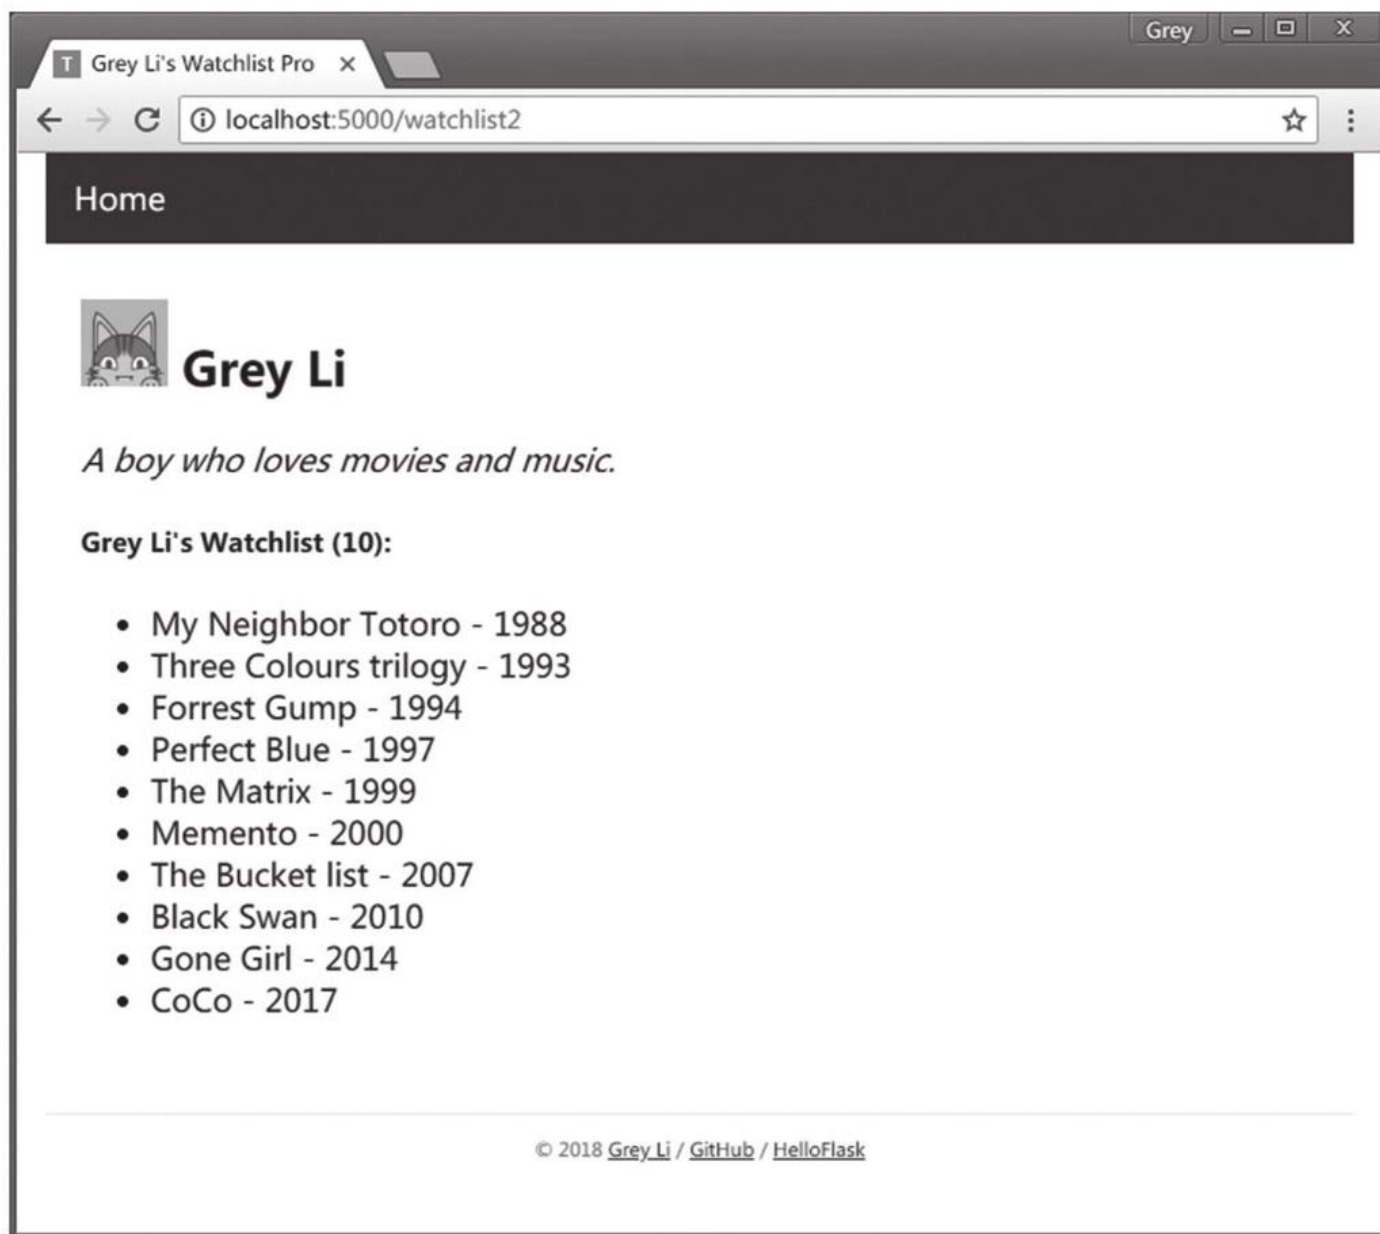 Grey
T Grey Li's Watchlist Pro
localhost:5000/watchlist2
Home
Grey Li
A boy who loves movies and music.
Grey Li's Watchlist (10):
• My Neighbor Totoro - 1988
• Three Colours trilogy - 1993
• Forrest Gump - 1994
• Perfect Blue - 1997
• The Matrix - 1999
• Memento - 2000
• The Bucket list - 2007
• Black Swan - 2010
• Gone Girl - 2014
• CoCo - 2017
© 2018 Grey Li / GitHub / HelloFlask